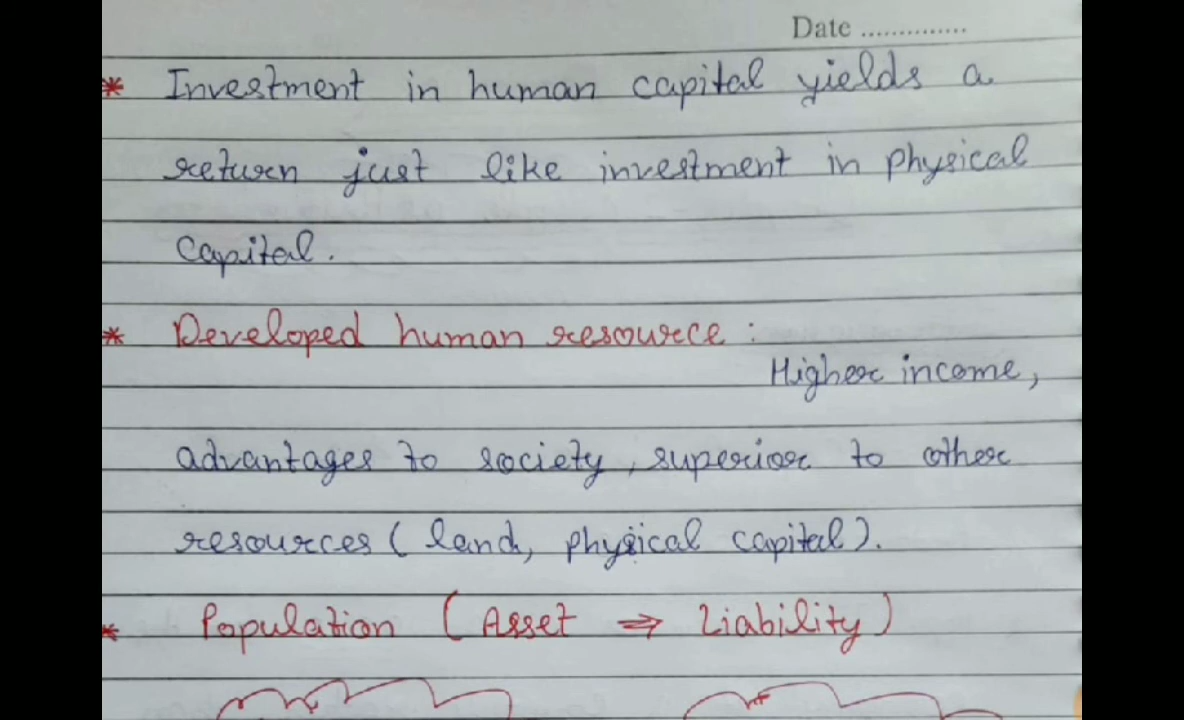 Date ..............
* Investment in human capital yields a
return just like investment in physical
Capital.
* Developed human resource :
Higher income,
advantages to society, superior to other
resources ( land, physical capital).
* Population ( Asset ⇒ Liability )